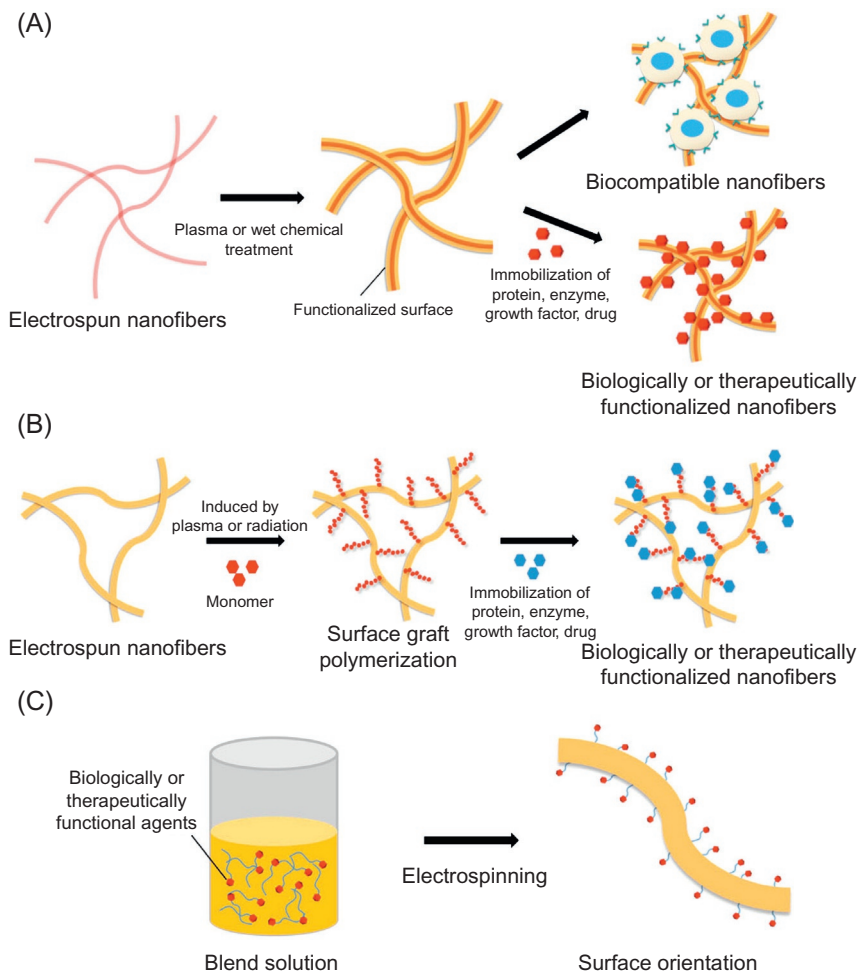 (A)
Plasma or wet chemical
treatment
Electrospun nanofibers
Functionalized surface
Biocompatible nanofibers
Immobilization of
protein, enzyme,
growth factor, drug
Biologically or therapeutically
functionalized nanofibers
(B)
Induced by
plasma or radiation
Monomer
Electrospun nanofibers
Surface graft
polymerization
Immobilization of
protein, enzyme,
growth factor, drug
Biologically or therapeutically
functionalized nanofibers
(C)
Biologically or
therapeutically
functional agents
Electrospinning
Blend solution
Surface orientation